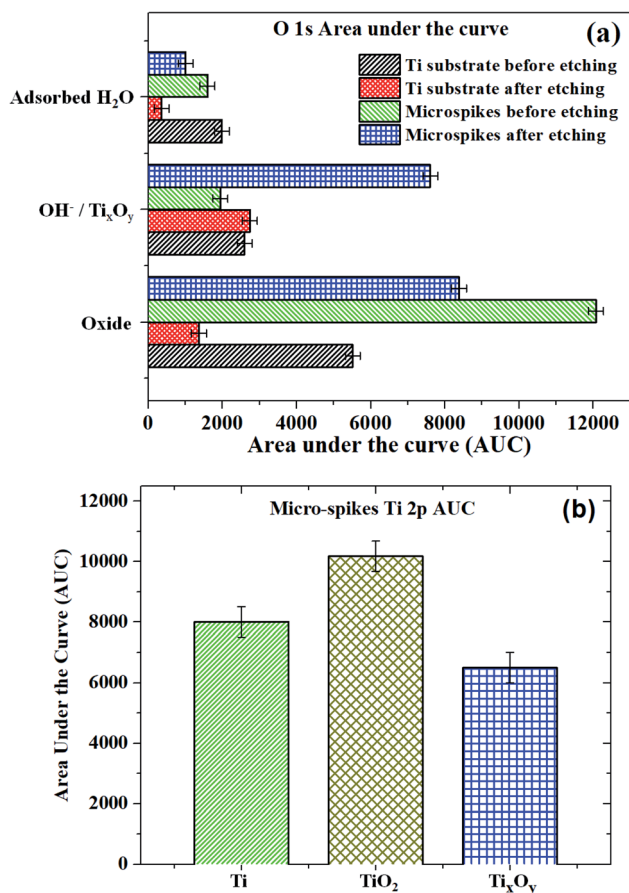 O 1s Area under the curve
(a)
Ti substrate before etching
Ti substrate after etching
Microspikes before etching
Microspikes after etching
Adsorbed H₂O
OH⁻ / TiₓOᵧ
Oxide
0 2000 4000 6000 8000 10000 12000
Area under the curve (AUC)
Micro-spikes Ti 2p AUC
(b)
Area Under the Curve (AUC)
12000
10000
8000
6000
4000
2000
0
Ti TiO₂ TiₓOᵧ